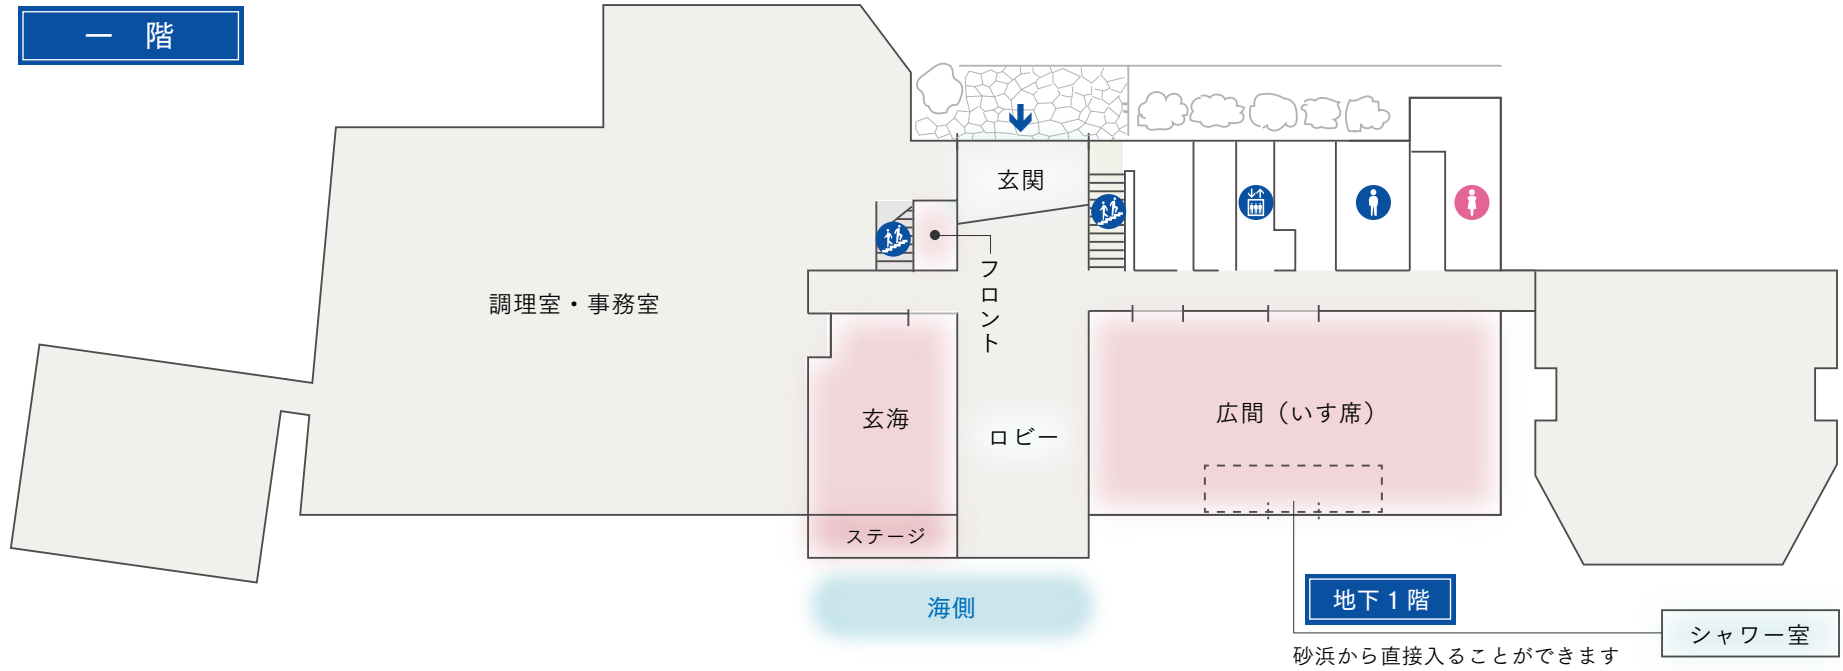 一 階
玄関
フロント
調理室・事務室
玄海
ロビー
広間（いす席）
ステージ
海側
地下1階
シャワー室
砂浜から直接入ることができます